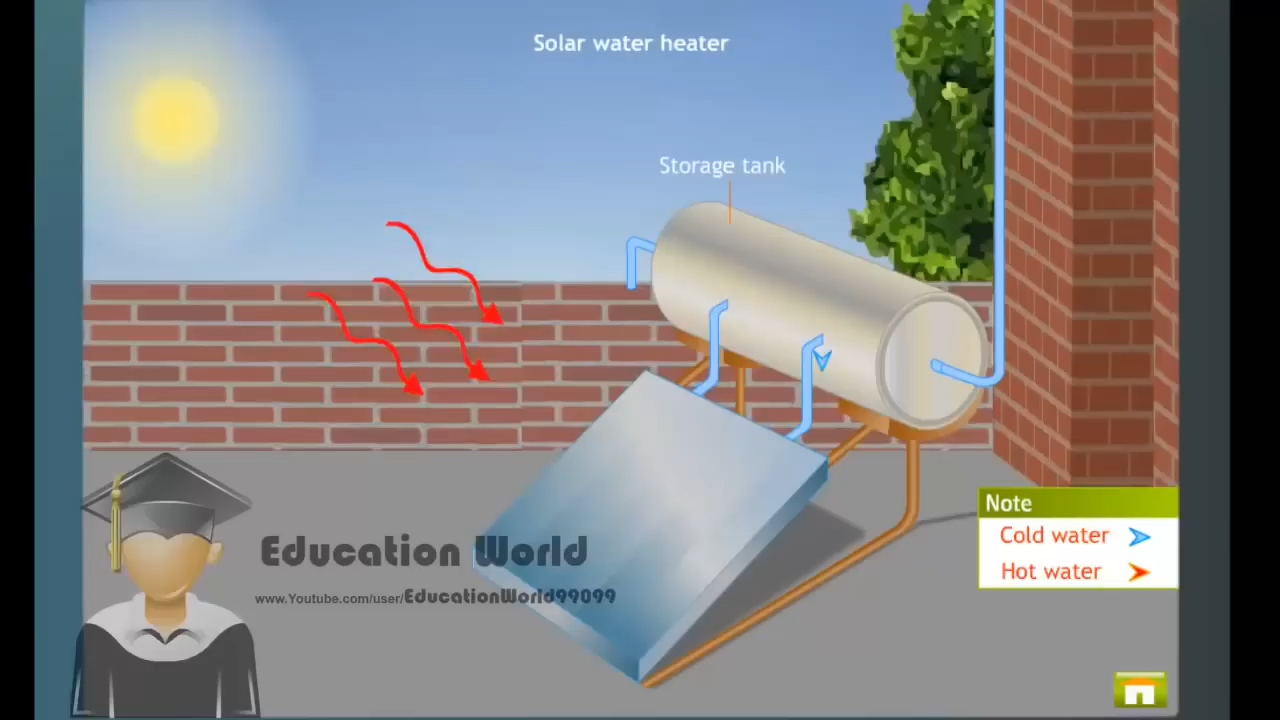 Solar water heater
Storage tank
Note
Cold water
Hot water
Education World
www.Youtube.com/user/EducationWorld99099